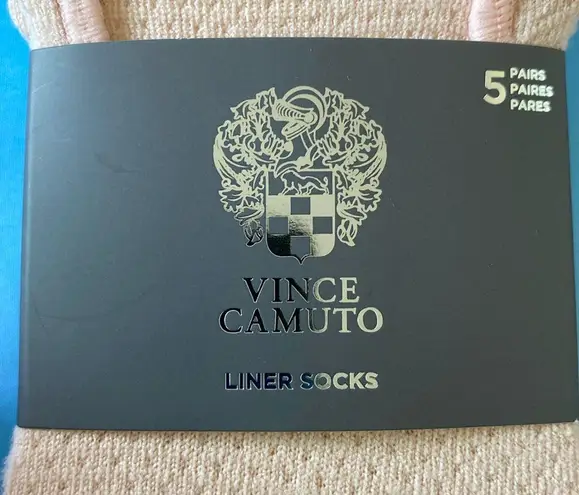 5 PAIRS
PAIRES
PARES
VINCE
CAMUTO
LINER SOCKS